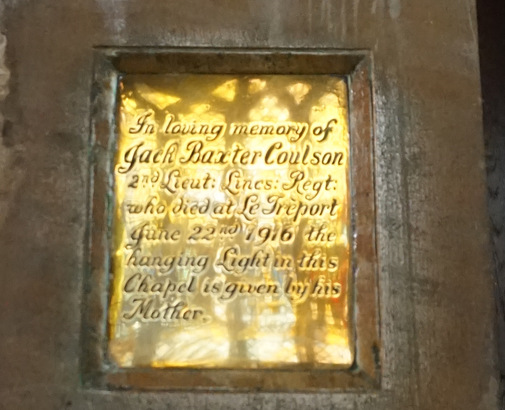 In loving memory of
Jack Baxter Coulson
2nd Lieut: Lincs: Regt:
who died at Le Treport
June 22nd 1916 the
hanging Light in this
Chapel is given by his
Mother.